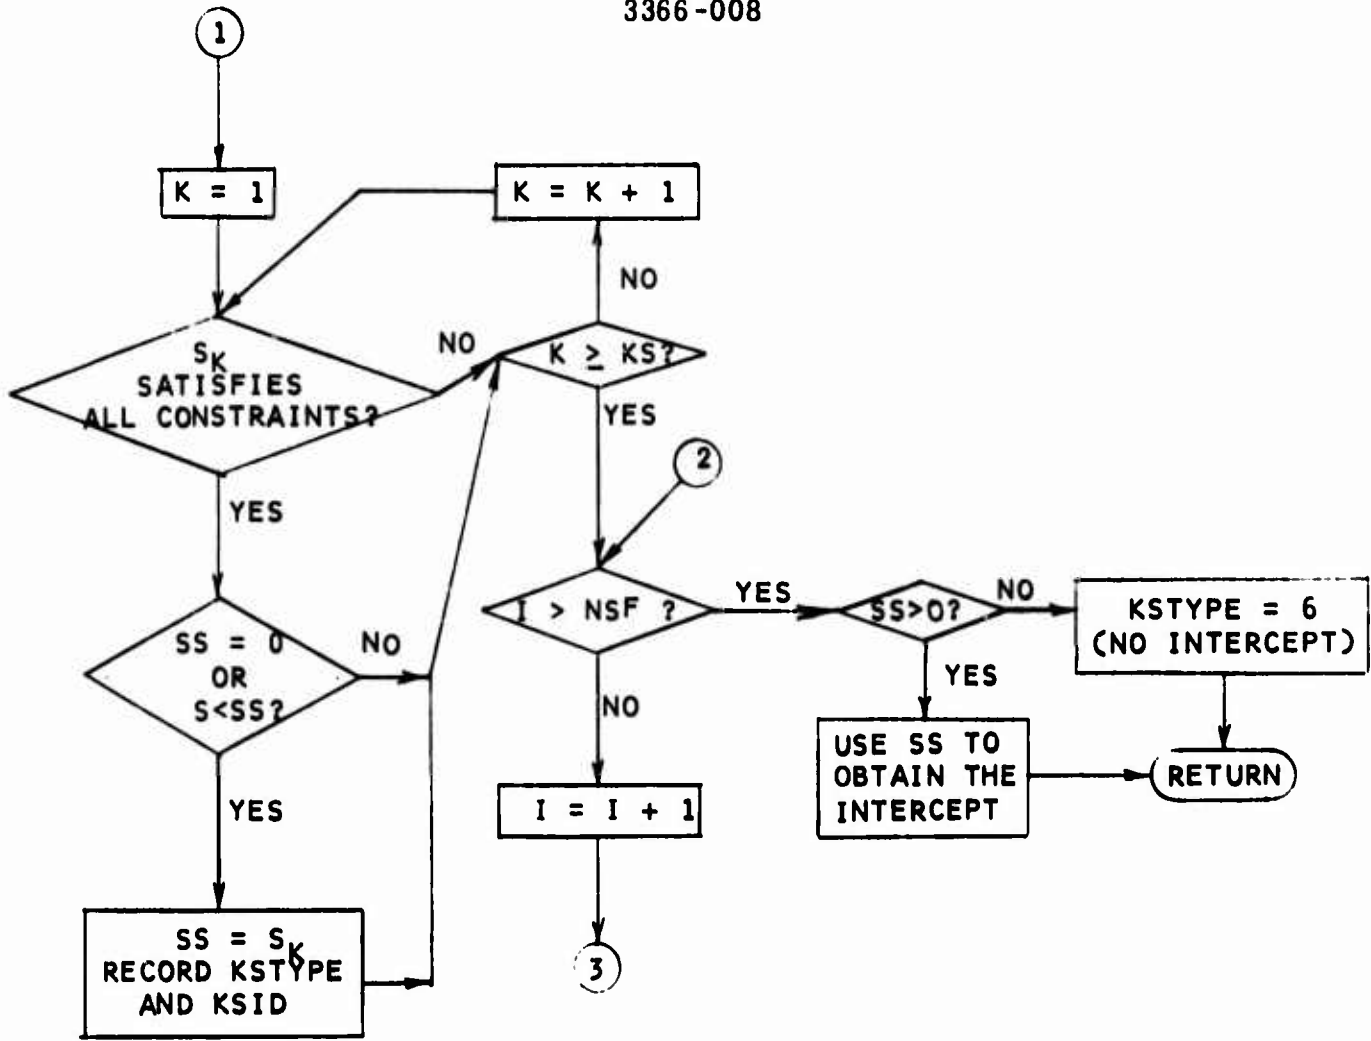 3366-008
1
K = 1
K = K + 1
NO
S_K
SATISFIES
ALL CONSTRAINTS?
NO
K ≥ KS?
YES
2
YES
SS = 0
OR
S<SS?
NO
I > NSF ?
YES
SS>0?
NO
KSTYPE = 6
(NO INTERCEPT)
YES
NO
USE SS TO
OBTAIN THE
INTERCEPT
RETURN
YES
I = I + 1
SS = S_K
RECORD KSTYPE
AND KSID
3